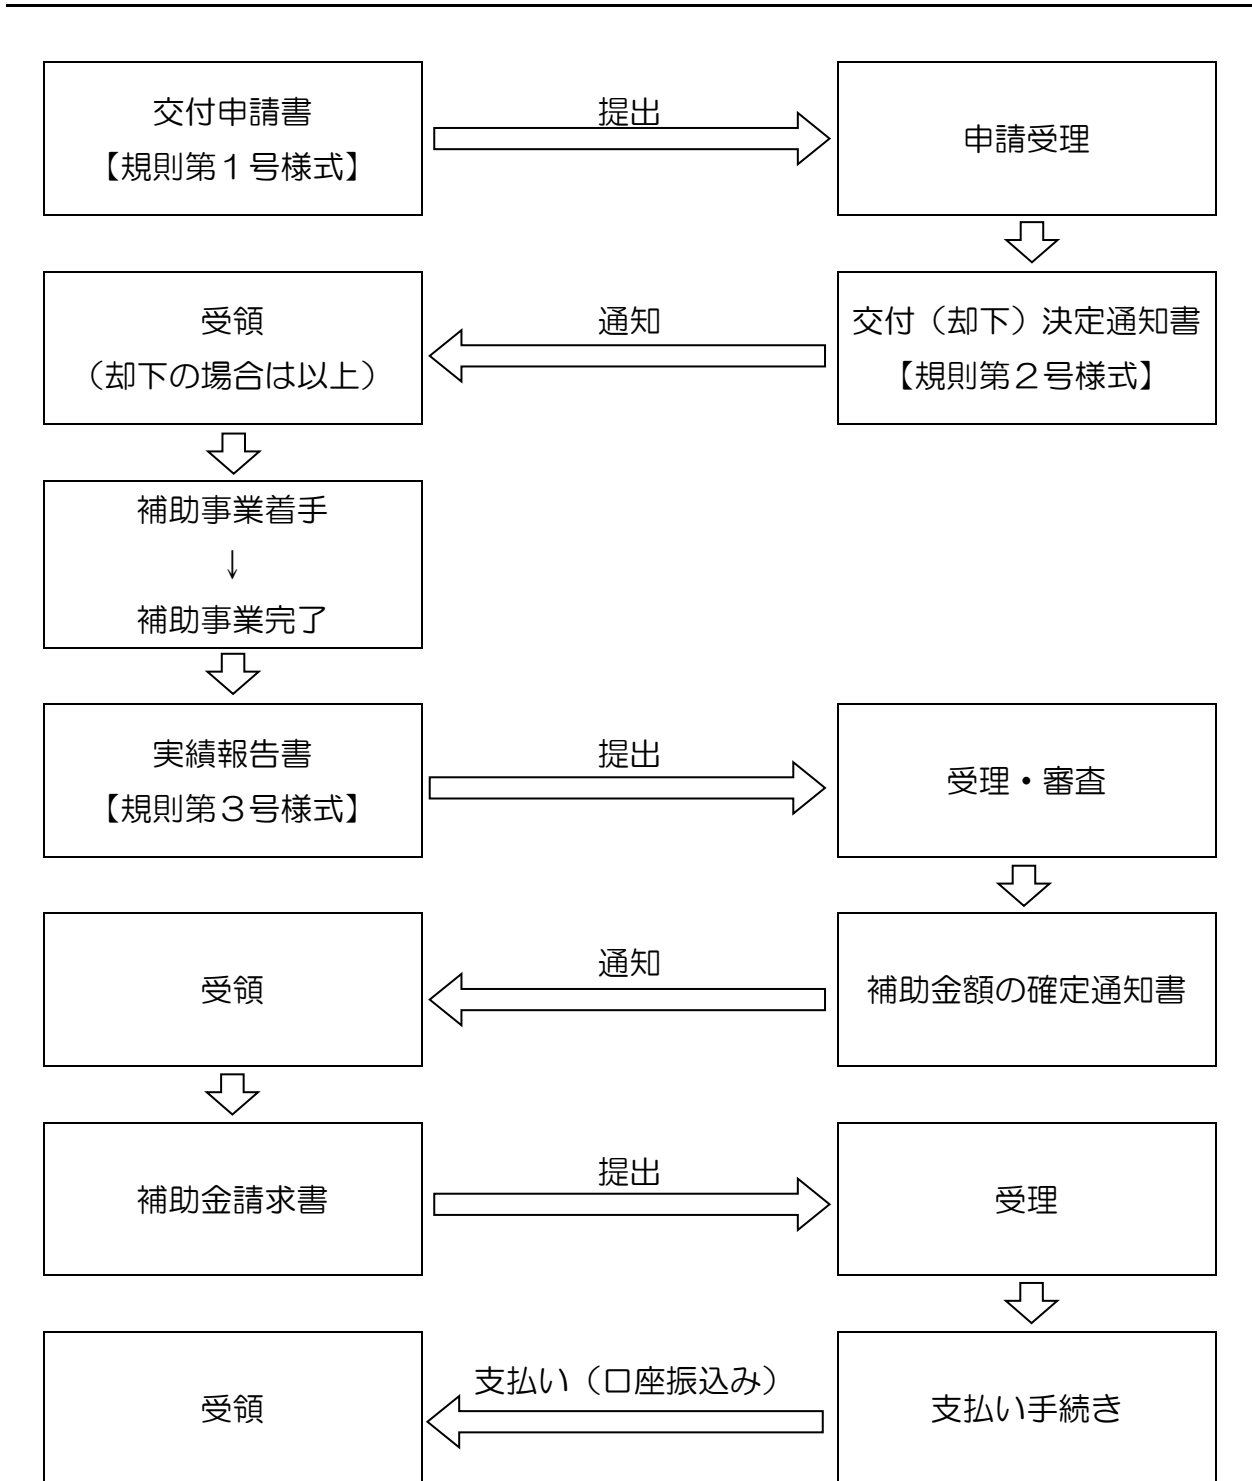 交付申請書
【規則第１号様式】
提出
申請受理
受領
（却下の場合は以上）
通知
交付（却下）決定通知書
【規則第２号様式】
補助事業着手
↓
補助事業完了
実績報告書
【規則第３号様式】
提出
受理・審査
受領
通知
補助金額の確定通知書
補助金請求書
提出
受理
受領
支払い（口座振込み）
支払い手続き